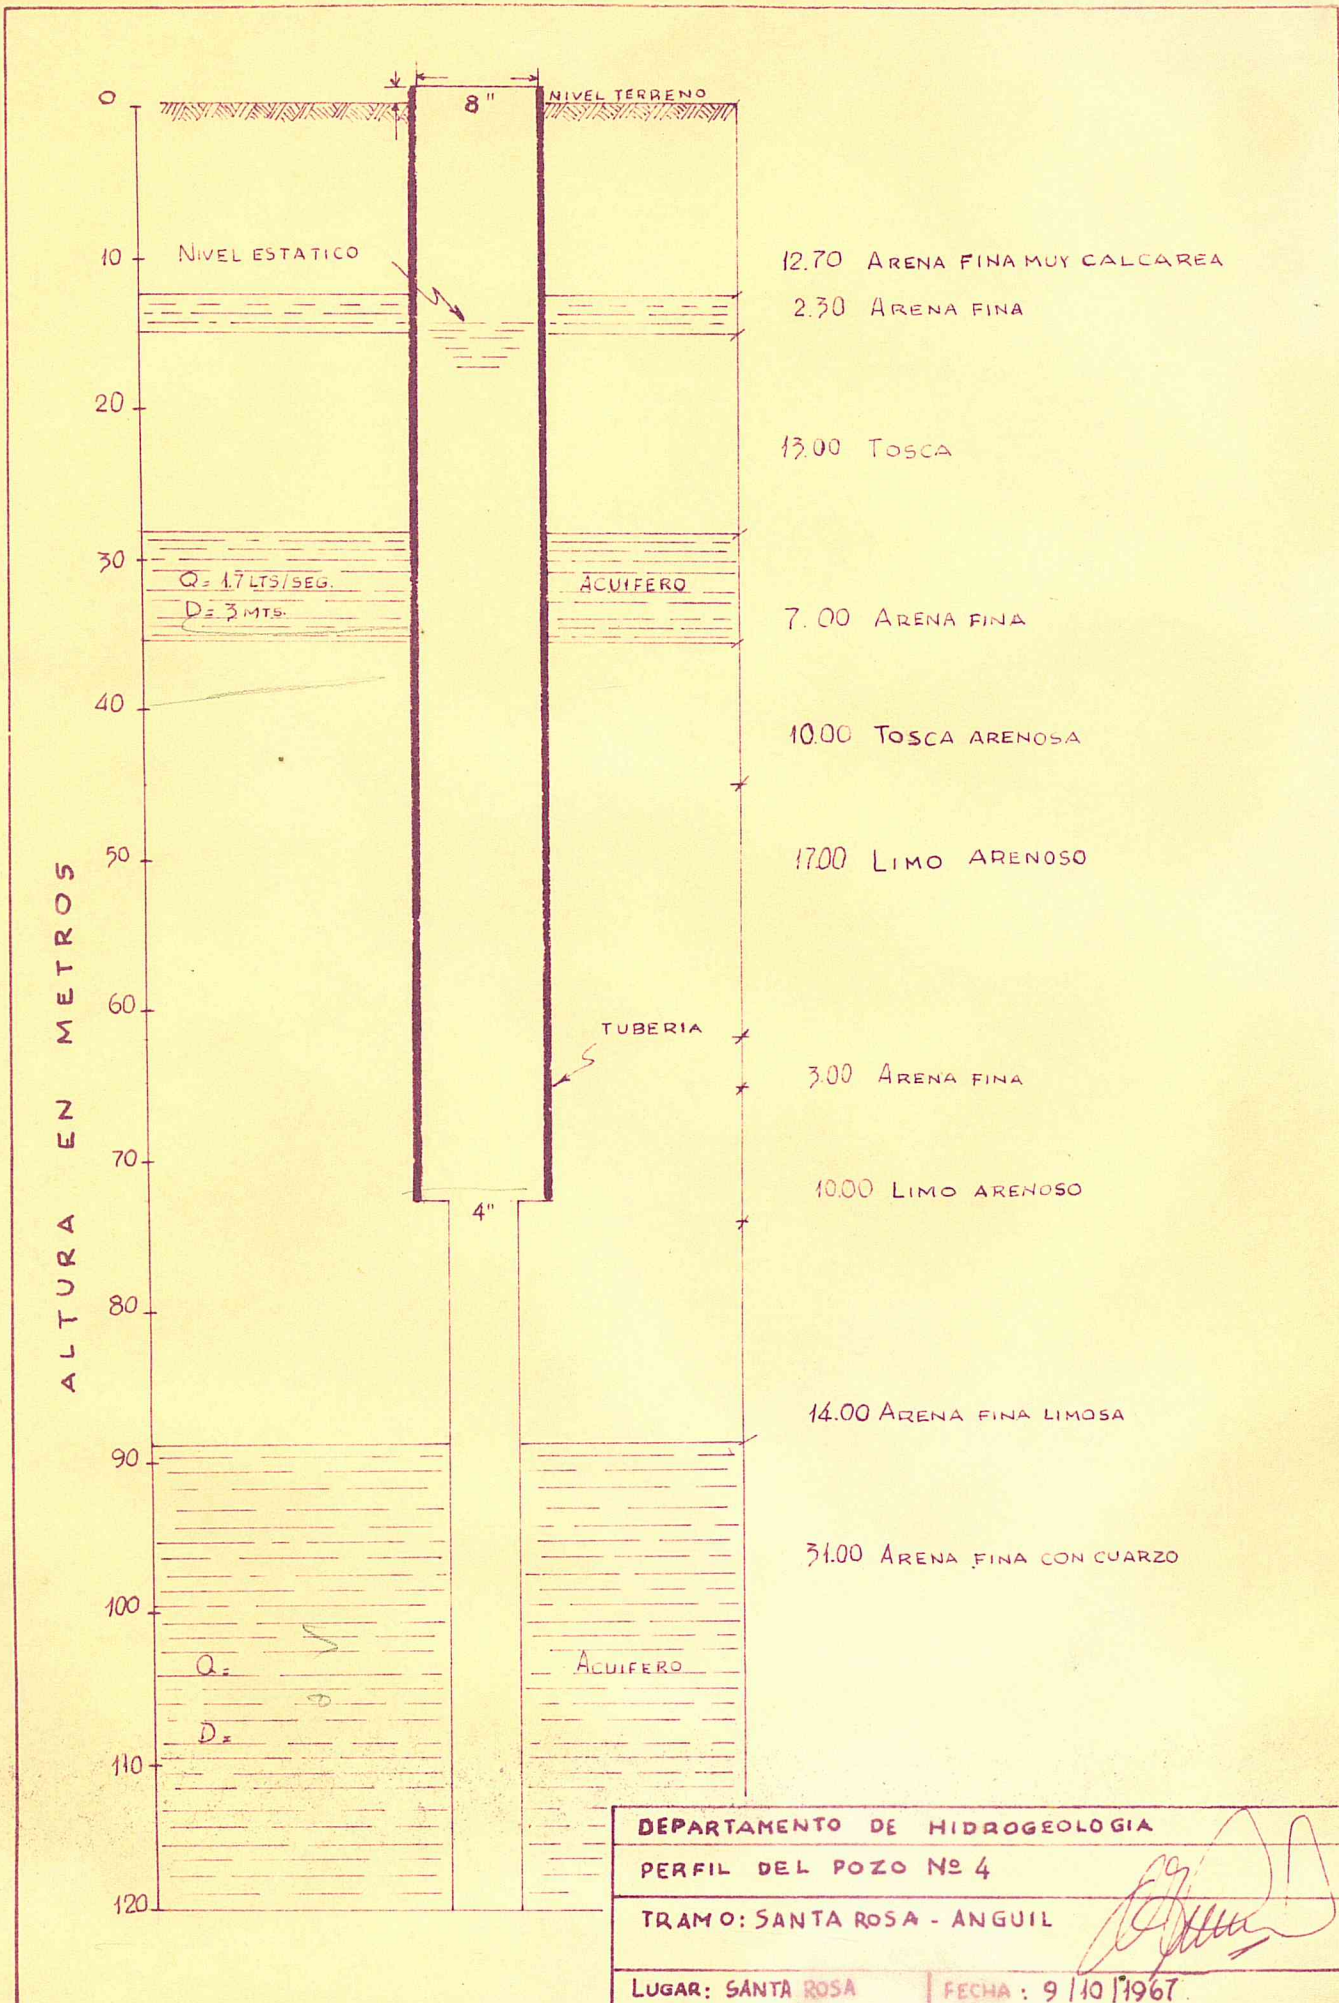 0
8"
NIVEL TERRENO
10
NIVEL ESTATICO
12.70 ARENA FINA MUY CALCAREA
2.30 ARENA FINA
20
13.00 TOSCA
30
Q= 1.7 LTS/SEG.
ACUIFERO
D= 3 MTS.
7.00 ARENA FINA
40
10.00 TOSCA ARENOSA
50
17.00 LIMO ARENOSO
ALTURA EN METROS
60
TUBERIA
3.00 ARENA FINA
70
10.00 LIMO ARENOSO
4"
80
14.00 ARENA FINA LIMOSA
90
31.00 ARENA FINA CON CUARZO
100
Q=
ACUIFERO
D=
110
120
DEPARTAMENTO DE HIDROGEOLOGIA
PERFIL DEL POZO Nº 4
TRAMO: SANTA ROSA - ANGUIL
LUGAR: SANTA ROSA FECHA: 9/10/1967